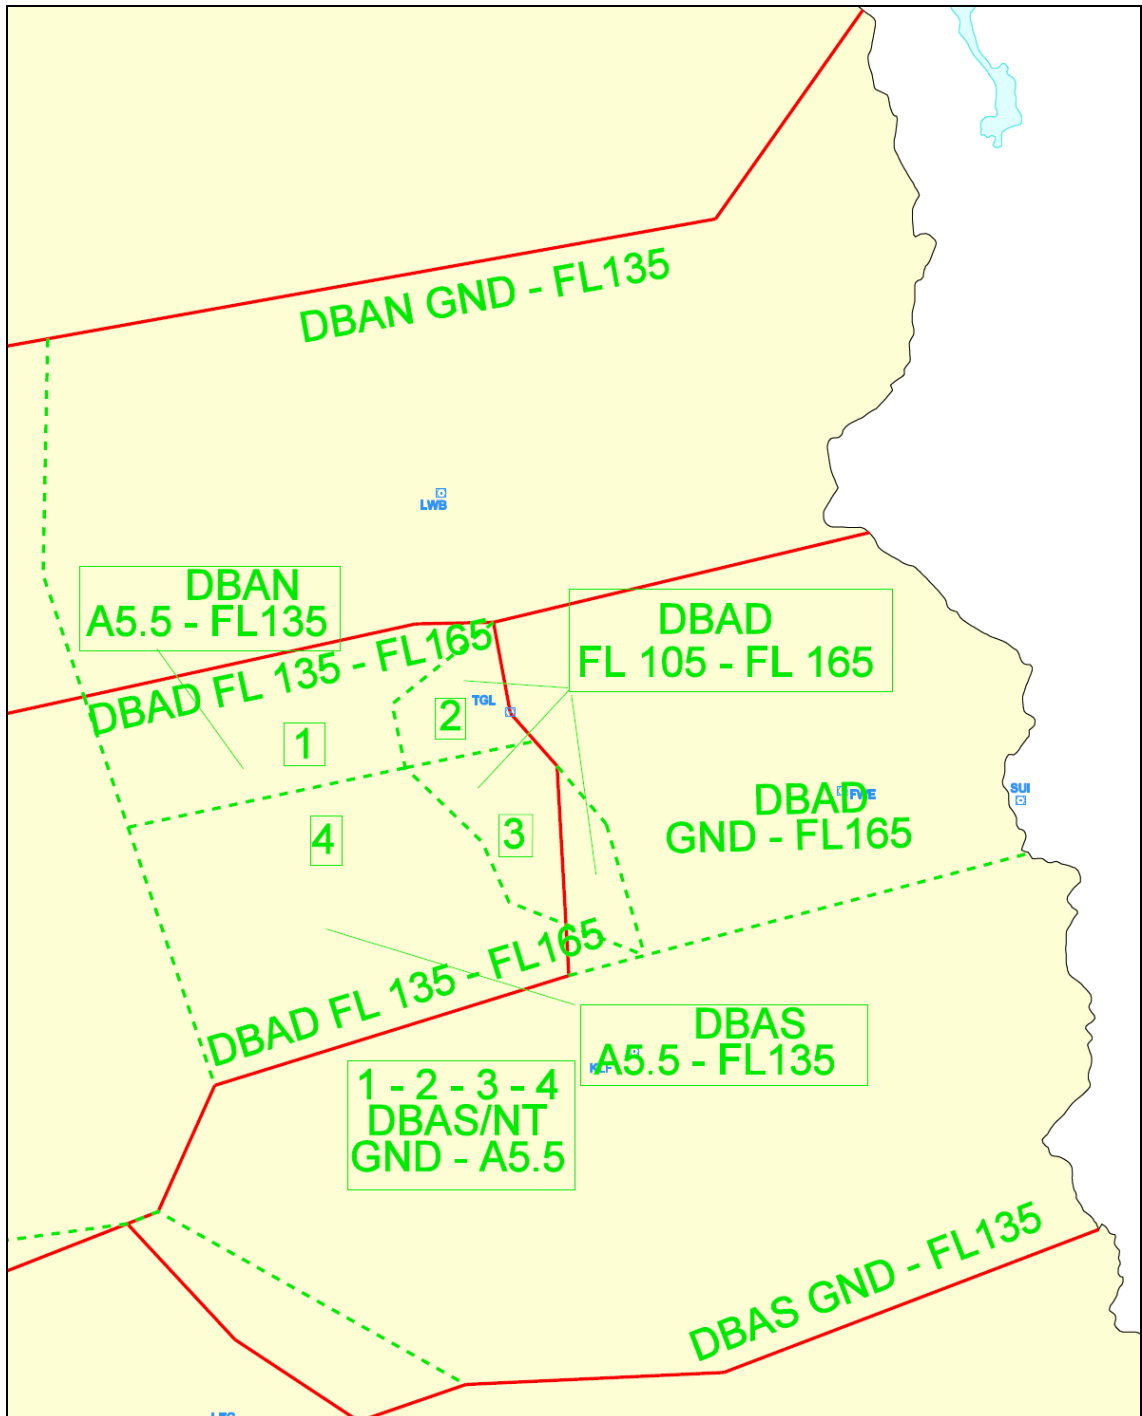 DBAN GND - FL135
LWB
DBAN
A5.5 - FL135
DBAD
FL 105 - FL 165
DBAD FL 135 - FL165
TGL
2
1
DBAD
FWE
SUI
GND - FL165
4
3
DBAD FL 135 - FL165
DBAS
A5.5 - FL135
KLF
1 - 2 - 3 - 4
DBAS/NT
GND - A5.5
DBAS GND - FL135